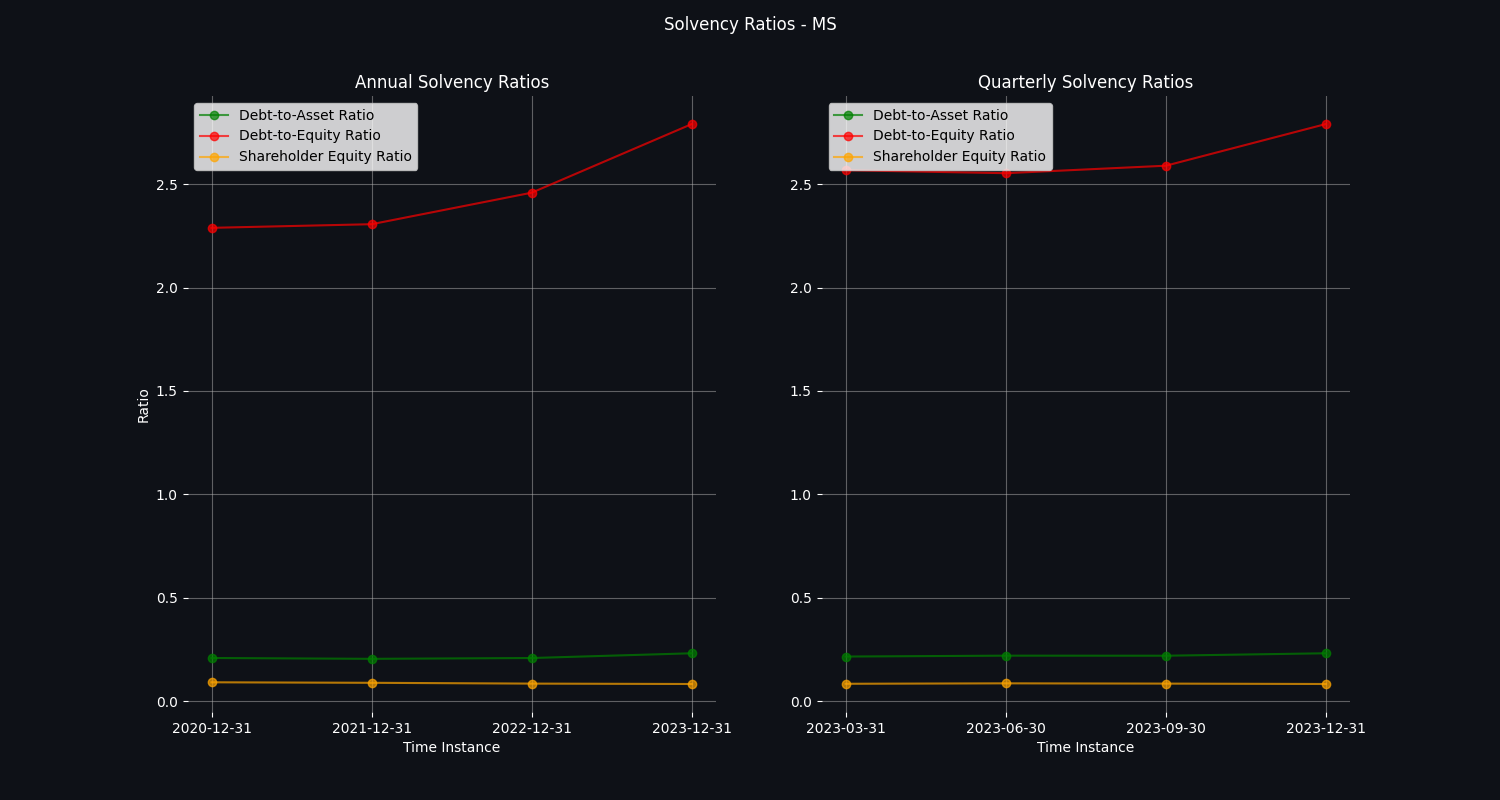 Solvency Ratios - MS
Annual Solvency Ratios
Debt-to-Asset Ratio
Debt-to-Equity Ratio
Shareholder Equity Ratio
2.5
2.0
1.5
1.0
0.5
0.0
Ratio
2020-12-31
2021-12-31
2022-12-31
2023-12-31
Time Instance
Quarterly Solvency Ratios
Debt-to-Asset Ratio
Debt-to-Equity Ratio
Shareholder Equity Ratio
2.5
2.0
1.5
1.0
0.5
0.0
2023-03-31
2023-06-30
2023-09-30
2023-12-31
Time Instance